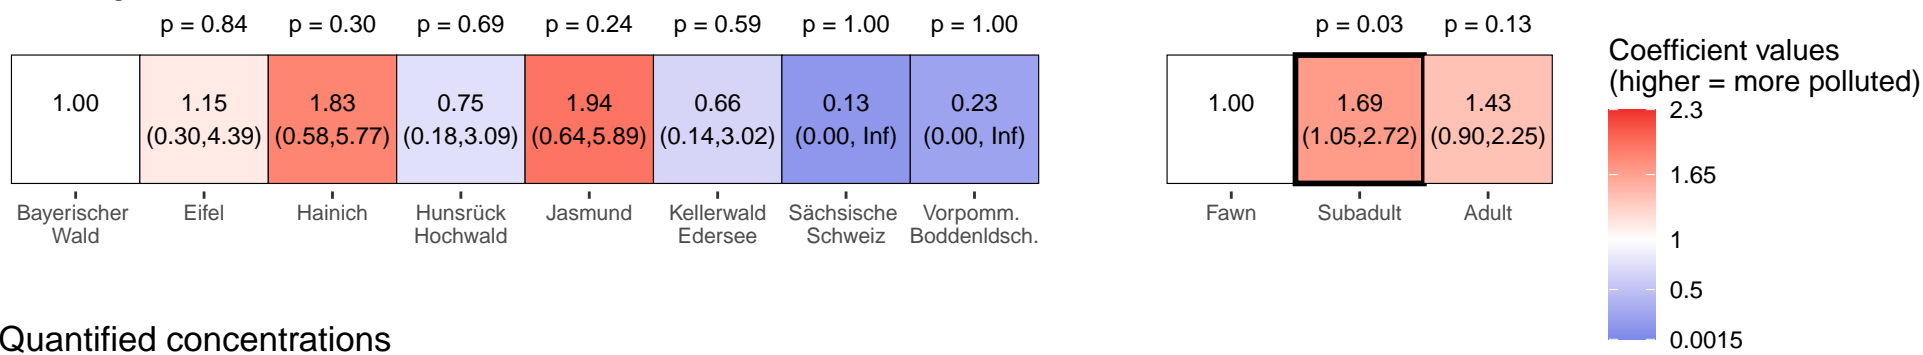 p = 0.84 p = 0.30 p = 0.69 p = 0.24 p = 0.59 p = 1.00 p = 1.00
1.00 1.15 1.83 0.75 1.94 0.66 0.13 0.23
(0.30,4.39) (0.58,5.77) (0.18,3.09) (0.64,5.89) (0.14,3.02) (0.00, Inf) (0.00, Inf)
Bayerischer Eifel Hainich Hunsrück Jasmund Kellerwald Sächsische Vorpomm.
Wald Hochwald Edersee Schweiz Boddenldsch.
p = 0.03 p = 0.13
1.00 1.69 1.43
(1.05,2.72) (0.90,2.25)
Fawn Subadult Adult
Coefficient values
(higher = more polluted)
2.3
1.65
1
0.5
0.0015
Quantified concentrations